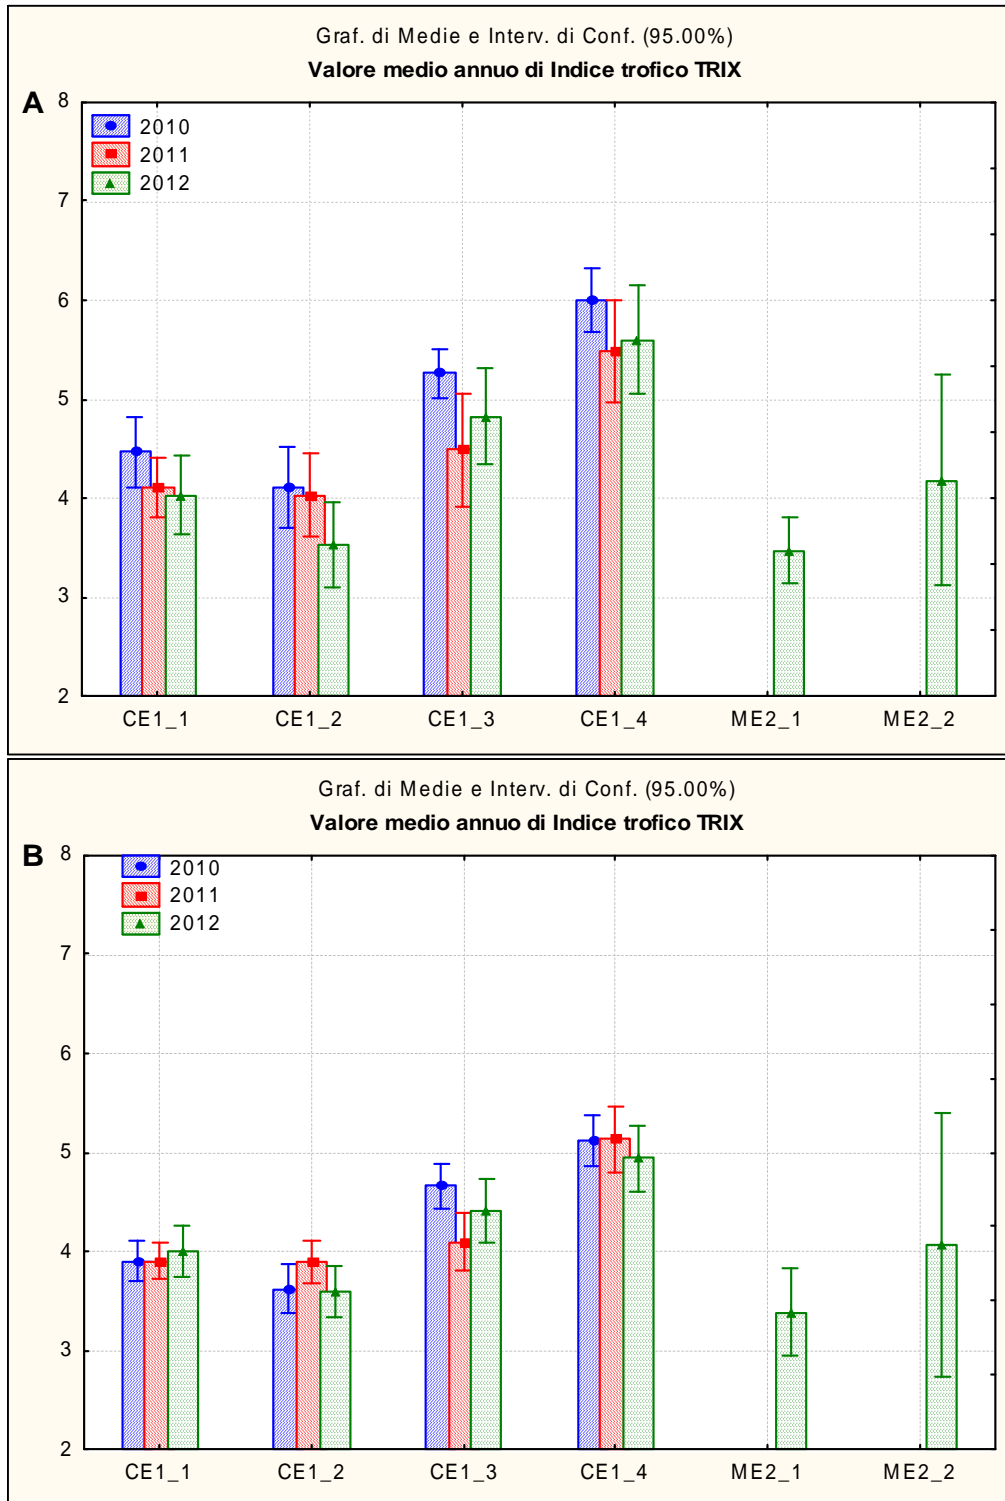 Graf. di Medie e Interv. di Conf. (95.00%)
Valore medio annuo di Indice trofico TRIX
A
8
2010
2011
2012
7
6
5
4
3
2
CE1_1 CE1_2 CE1_3 CE1_4 ME2_1 ME2_2
Graf. di Medie e Interv. di Conf. (95.00%)
Valore medio annuo di Indice trofico TRIX
B
8
2010
2011
2012
7
6
5
4
3
2
CE1_1 CE1_2 CE1_3 CE1_4 ME2_1 ME2_2